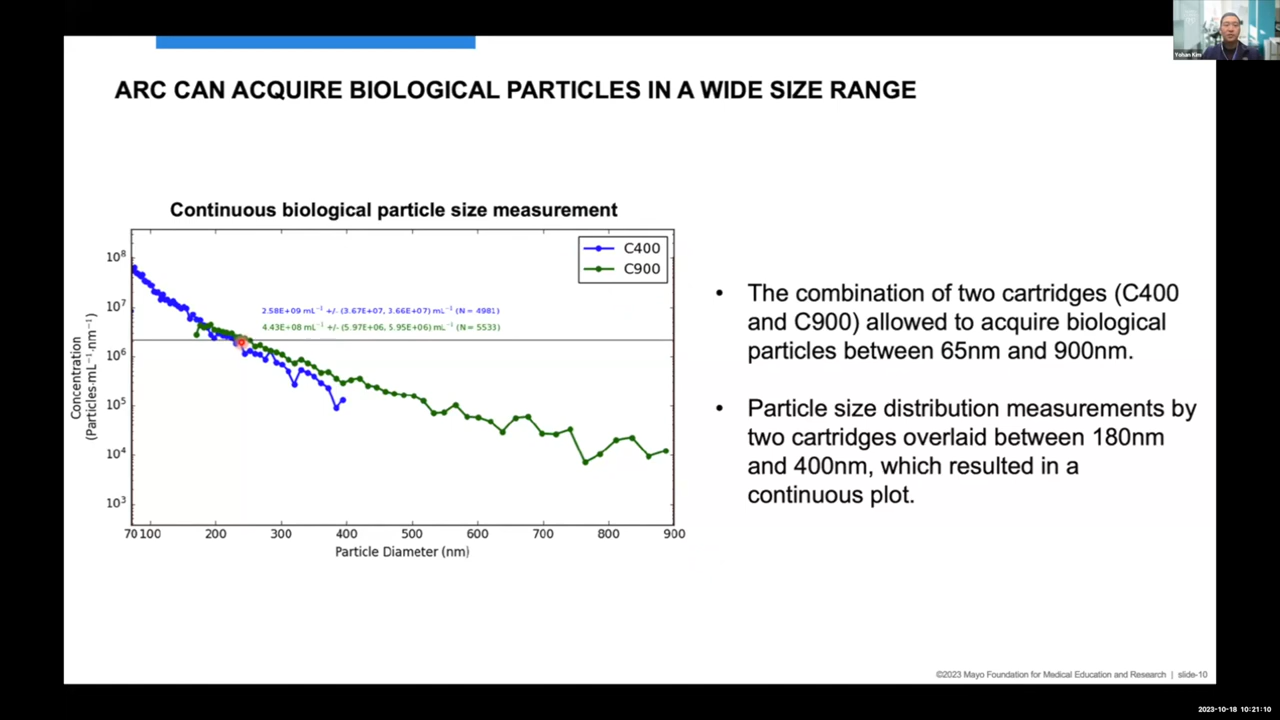 Yohan Kim
ARC CAN ACQUIRE BIOLOGICAL PARTICLES IN A WIDE SIZE RANGE
Continuous biological particle size measurement
C400
C900
2.58E+09 mL⁻¹ +/- (3.67E+07, 3.66E+07) mL⁻¹ (N = 4981)
4.43E+08 mL⁻¹ +/- (5.97E+06, 5.95E+06) mL⁻¹ (N = 5533)
10⁸
10⁷
10⁶
10⁵
10⁴
10³
Concentration
(Particles·mL⁻¹·nm⁻¹)
70 100 200 300 400 500 600 700 800 900
Particle Diameter (nm)
• The combination of two cartridges (C400
and C900) allowed to acquire biological
particles between 65nm and 900nm.
• Particle size distribution measurements by
two cartridges overlaid between 180nm
and 400nm, which resulted in a
continuous plot.
©2023 Mayo Foundation for Medical Education and Research | slide-10
2023-10-18 10:21:10